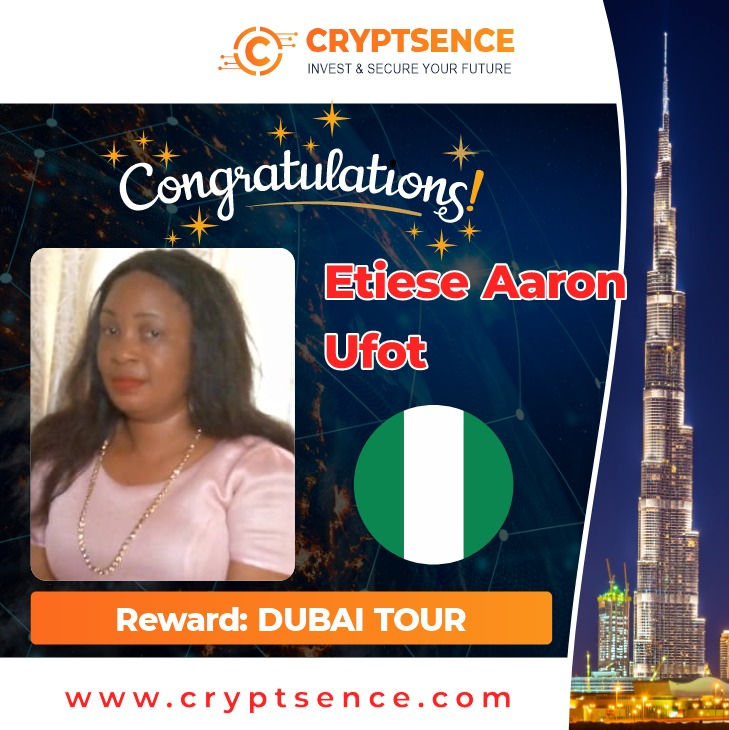 CRYPTSENCE
INVEST & SECURE YOUR FUTURE
Congratulations!
Etiese Aaron
Ufot
Reward: DUBAI TOUR
www.cryptsence.com